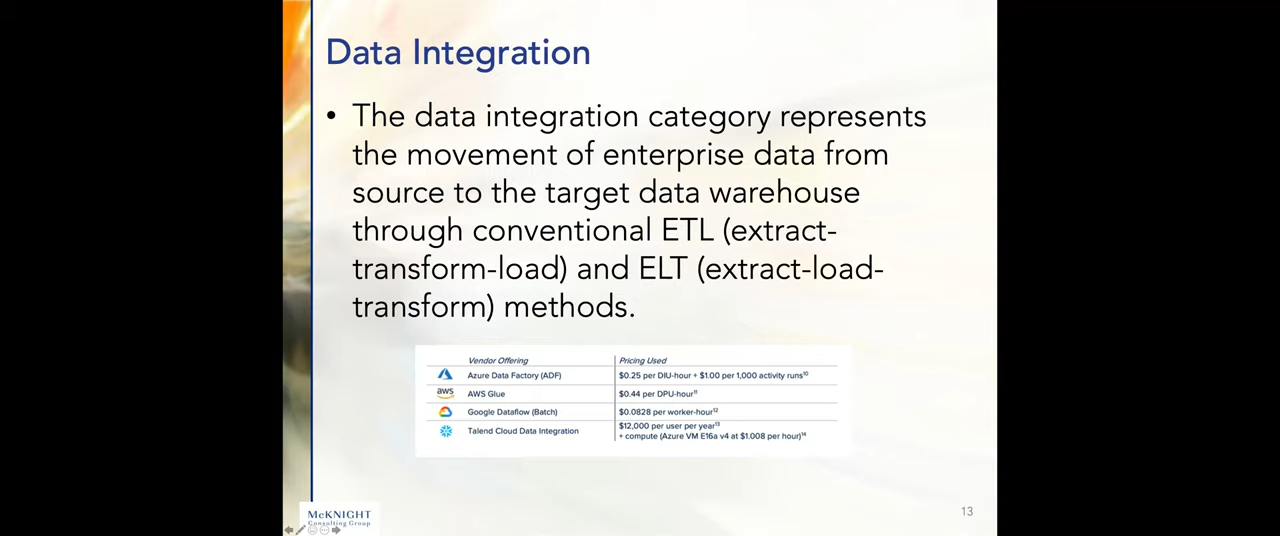 Data Integration
• The data integration category represents
the movement of enterprise data from
source to the target data warehouse
through conventional ETL (extract-
transform-load) and ELT (extract-load-
transform) methods.
Vendor Offering Pricing Used
Azure Data Factory (ADF) $0.25 per DIU-hour + $1.00 per 1,000 activity runs¹⁰
aws AWS Glue $0.44 per DPU-hour¹¹
Google Dataflow (Batch) $0.0828 per worker-hour¹²
Talend Cloud Data Integration $12,000 per user per year¹³
+ compute (Azure VM E16a v4 at $1.008 per hour)¹⁴
McKNIGHT
Consulting Group
13